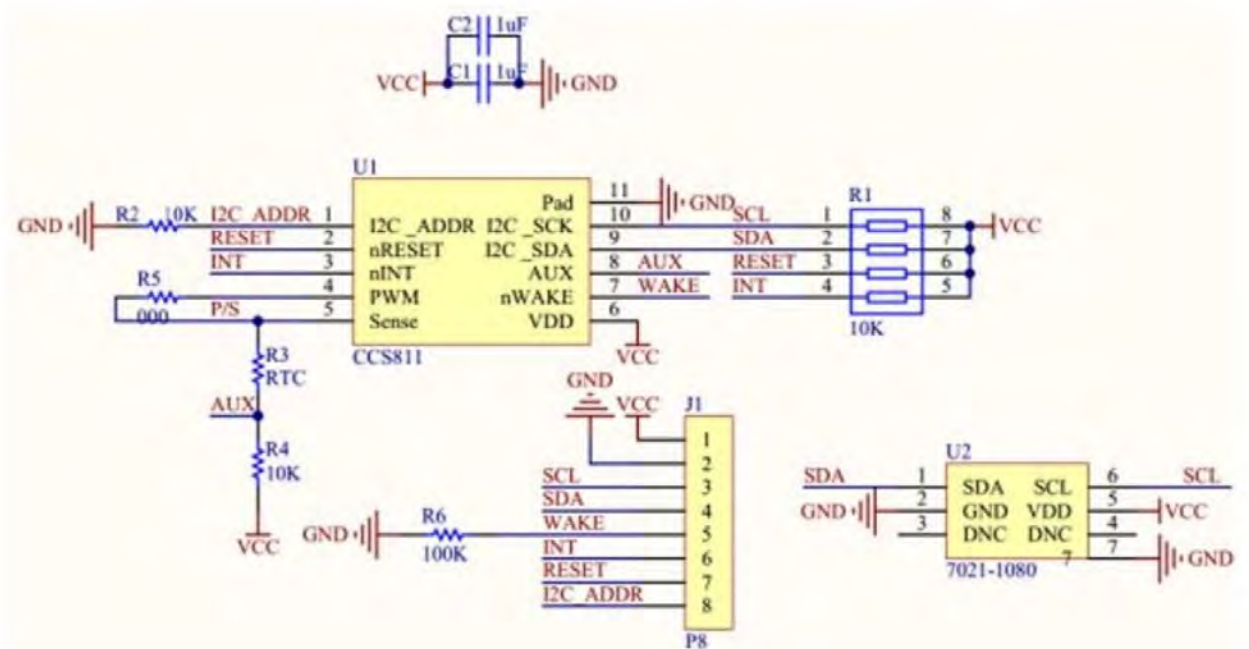 C2 1uF
VCC C1 1uF GND
U1
GND R2 10K I2C_ADDR 1 I2C_ADDR I2C_SCK Pad 11 10 GND SCL 1 R1 8 VCC
RESET 2 nRESET I2C_SDA 9 SDA 2 7
INT 3 nINT AUX 8 AUX RESET 3 6
R5 4 PWM nWAKE 7 WAKE INT 4 5
000 P/S 5 Sense VDD 6 10K
CCS811 VCC
R3
RTC
AUX
R4
10K
VCC
GND VCC J1
1
2
SCL 3
SDA 4
GND R6 100K WAKE 5
INT 6
RESET 7
I2C_ADDR 8
P8
U2
SDA 1 SDA SCL 6 SCL
GND 2 GND VDD 5 VCC
3 DNC DNC 4
7 7 GND
7021-1080